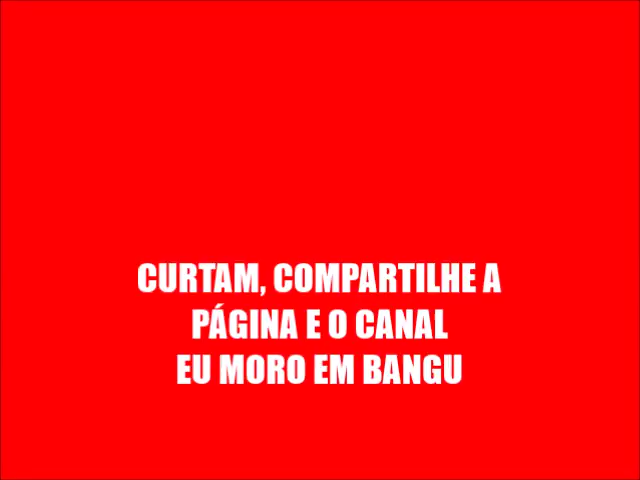 CURTAM, COMPARTILHE A
PÁGINA E O CANAL
EU MORO EM BANGU